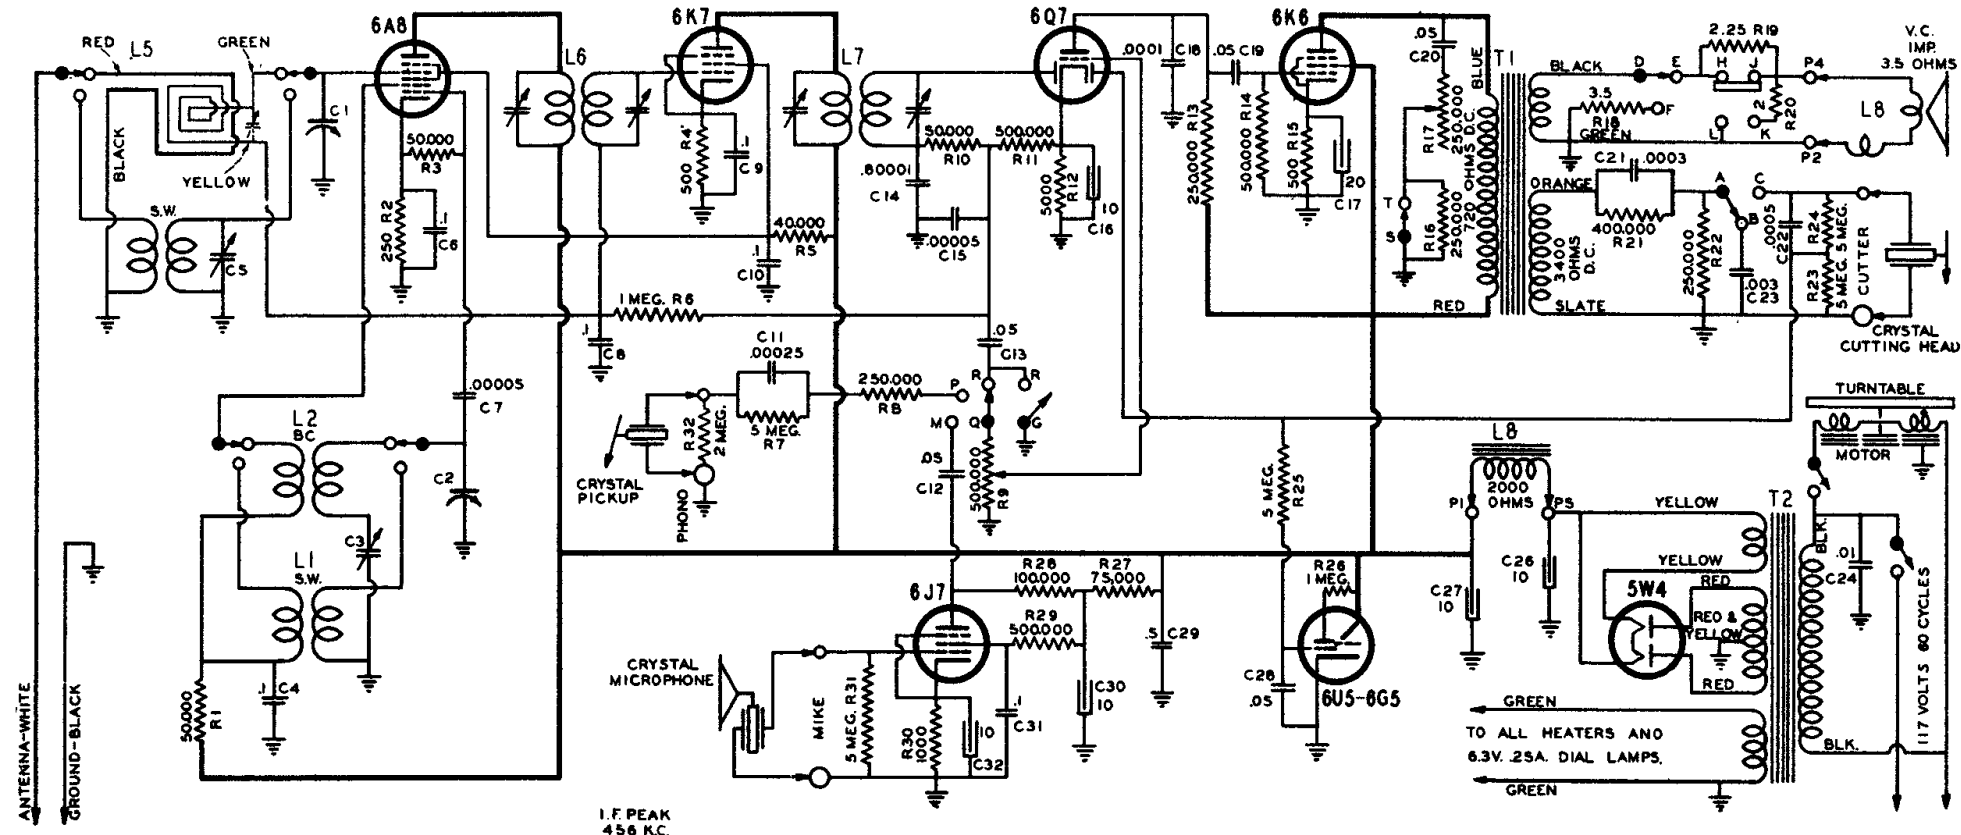 6A8
6K7
6Q7
6K6
RED
L5
GREEN
L6
L7
.0001
C18
.05 C19
.05
C20
BLUE
T1
2.25 R19
V.C.
IMP.
3.5 OHMS
BLACK
D
E
H
J
P4
3.5
R18
F
2
R20
L8
GREEN
L
K
P2
C1
BLACK
YELLOW
50.000
R3
500 R4
.1
C9
50.000
R10
500.000
R11
.80001
C14
5000
R12
10
C16
250.000 R13
50.000 R14
500 R15
20
C17
R17
250.000
720 OHMS D.C.
T
S
R16
250.000
C21 .0003
ORANGE
400.000
R21
A
C
B
S.W.
C5
250 R2
.1
C6
40.000
R5
.1
C10
.00005
C15
3400
OHMS
D.C.
250.000
R22
.003
C23
.0005
C22
R24
5 MEG.
R23
5 MEG.
CUTTER
1 MEG. R6
RED
SLATE
CRYSTAL
CUTTING HEAD
.1
C8
C11
.00025
.05
C13
250.000
R8
P
R
R
M
Q
G
5 MEG.
R7
R32
2 MEG.
CRYSTAL
PICKUP
PHONO
.05
C12
500.000
R9
L2
BC
.00005
C7
C2
C3
L1
S.W.
.1
C4
50.000
R1
TURNTABLE
MOTOR
L8
2000
OHMS
P1
P5
5 MEG.
R25
YELLOW
T2
BLK.
YELLOW
RED
5W4
RED &
YELLOW
RED
.01
C24
C26
10
C27
10
R28
100.000
R27
75.000
R26
1 MEG.
6J7
R29
500.000
.5
C29
C28
.05
6U5-6G5
CRYSTAL
MICROPHONE
MIKE
5 MEG. R31
R30
1000
10
C32
.1
C31
C30
10
GREEN
TO ALL HEATERS AND
6.3V. .25A. DIAL LAMPS.
GREEN
BLK.
117 VOLTS 60 CYCLES
ANTENNA-WHITE
GROUND-BLACK
I.F. PEAK
456 K.C.